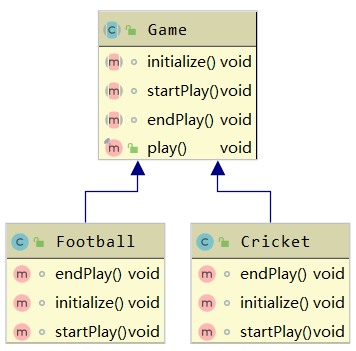 Game
initialize() void
startPlay() void
endPlay() void
play() void
Football
endPlay() void
initialize() void
startPlay() void
Cricket
endPlay() void
initialize() void
startPlay() void